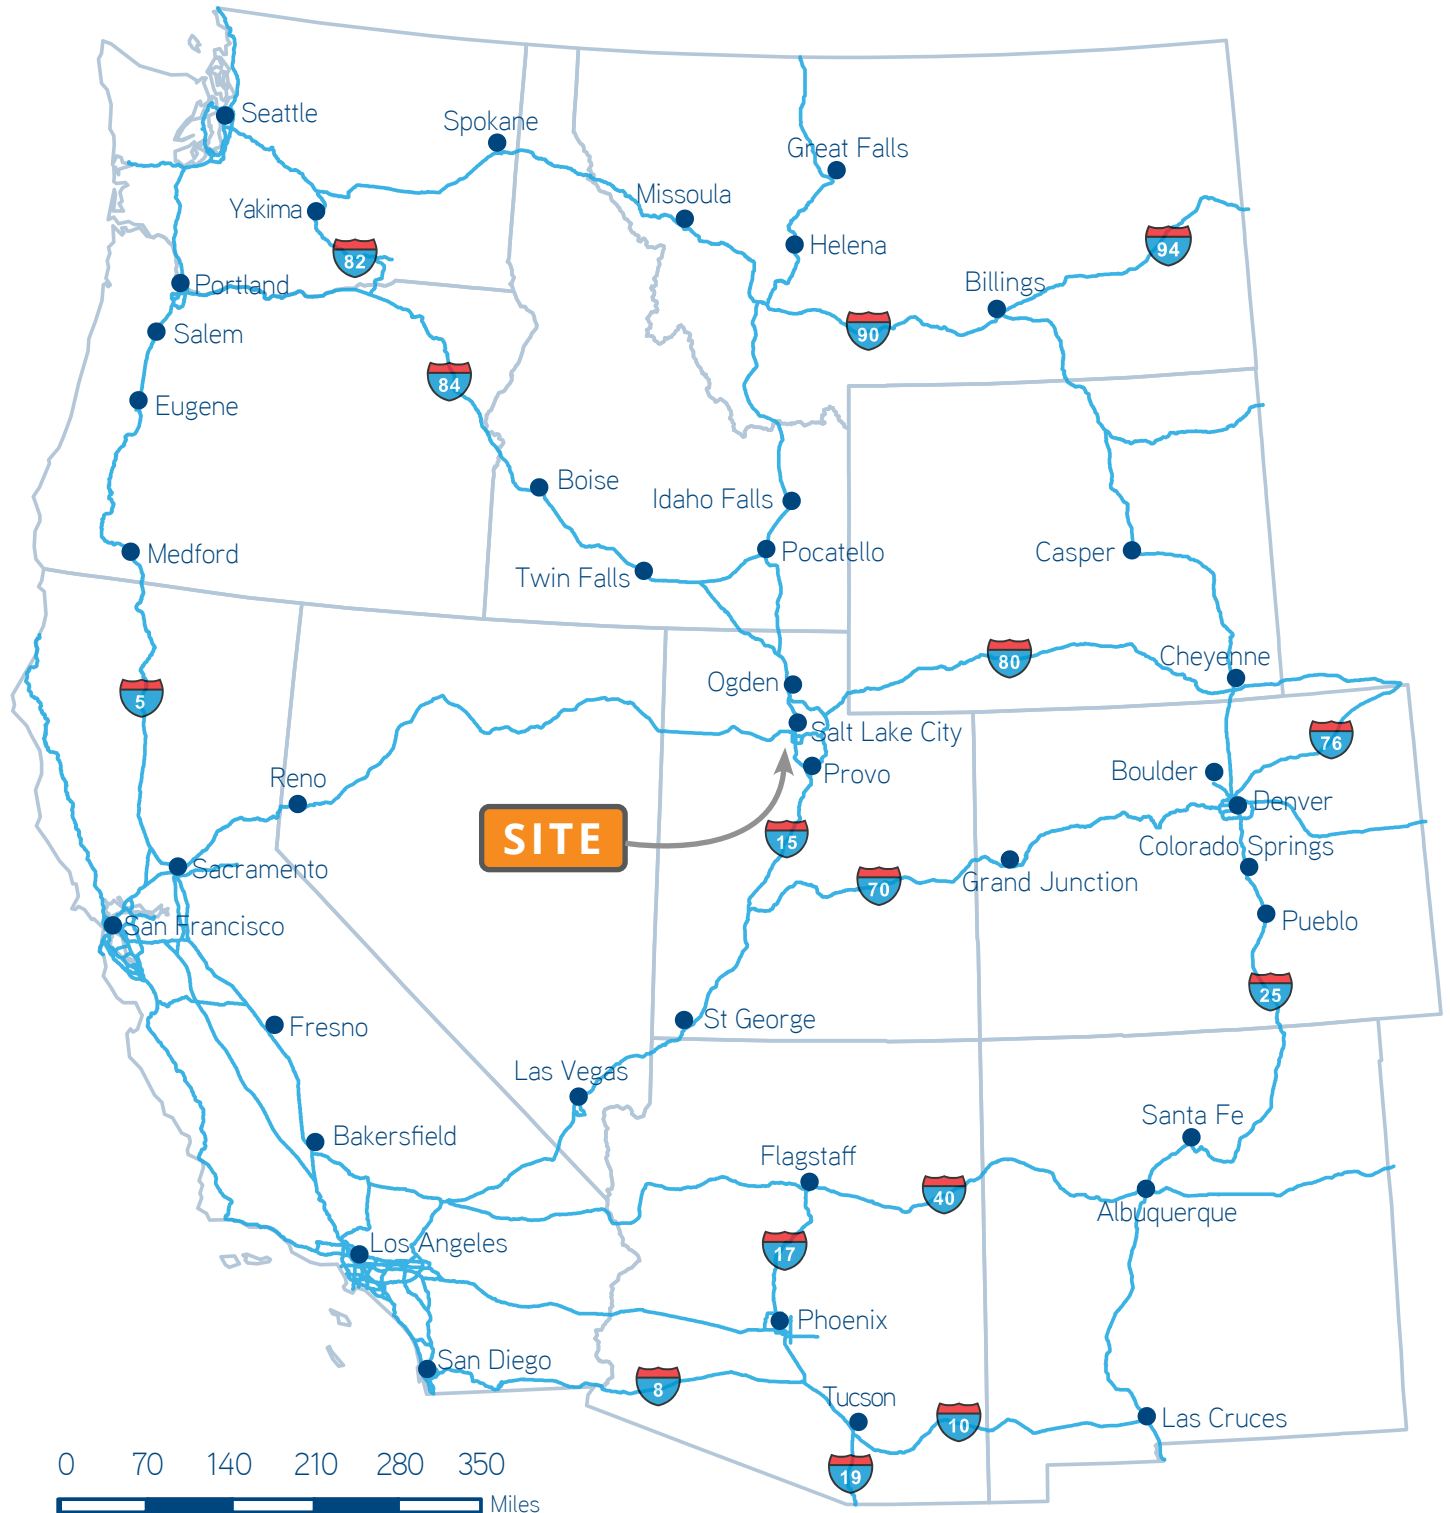 Seattle
Spokane
Great Falls
Missoula
Yakima
Helena
82
94
Billings
Portland
Salem
90
84
Eugene
Boise
Idaho Falls
Medford
Pocatello
Casper
Twin Falls
80
Cheyenne
Ogden
5
Salt Lake City
76
Reno
Provo
Boulder
Denver
SITE
15
Colorado Springs
Sacramento
70
Grand Junction
San Francisco
Pueblo
25
Fresno
St George
Las Vegas
Santa Fe
Bakersfield
Flagstaff
40
Albuquerque
Los Angeles
17
Phoenix
San Diego
8
Tucson
10
Las Cruces
19
0 70 140 210 280 350
Miles